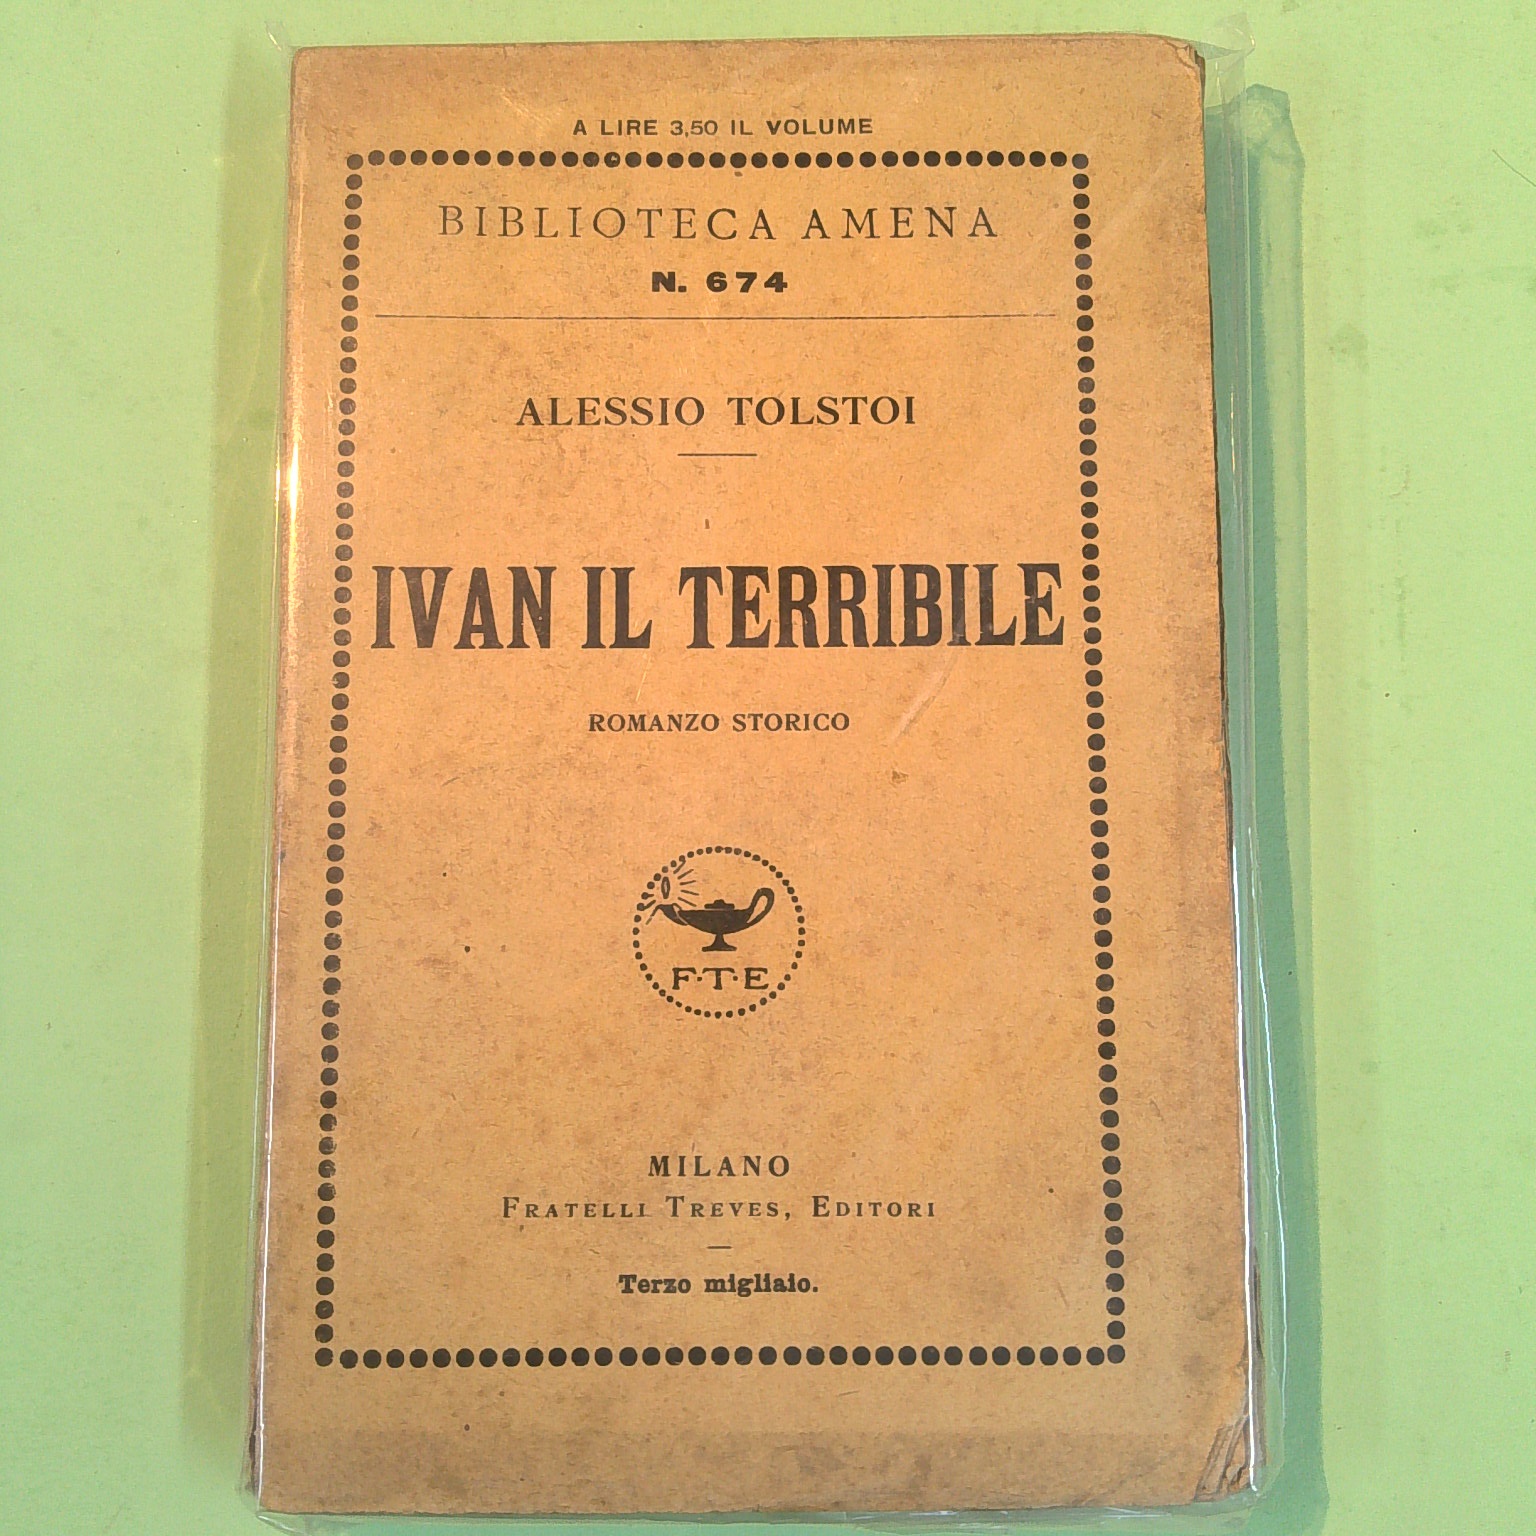 A LIRE 3,50 IL VOLUME
BIBLIOTECA AMENA
N. 674
ALESSIO TOLSTOI
IVAN IL TERRIBILE
ROMANZO STORICO
F·T·E
MILANO
FRATELLI TREVES, EDITORI
Terzo migliaio.